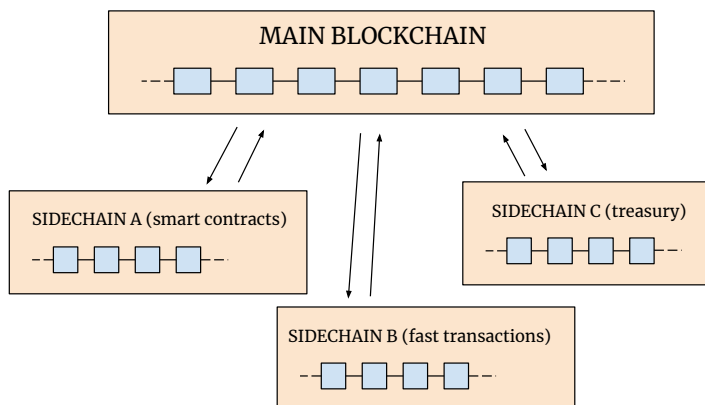 MAIN BLOCKCHAIN
SIDECHAIN A (smart contracts)
SIDECHAIN C (treasury)
SIDECHAIN B (fast transactions)